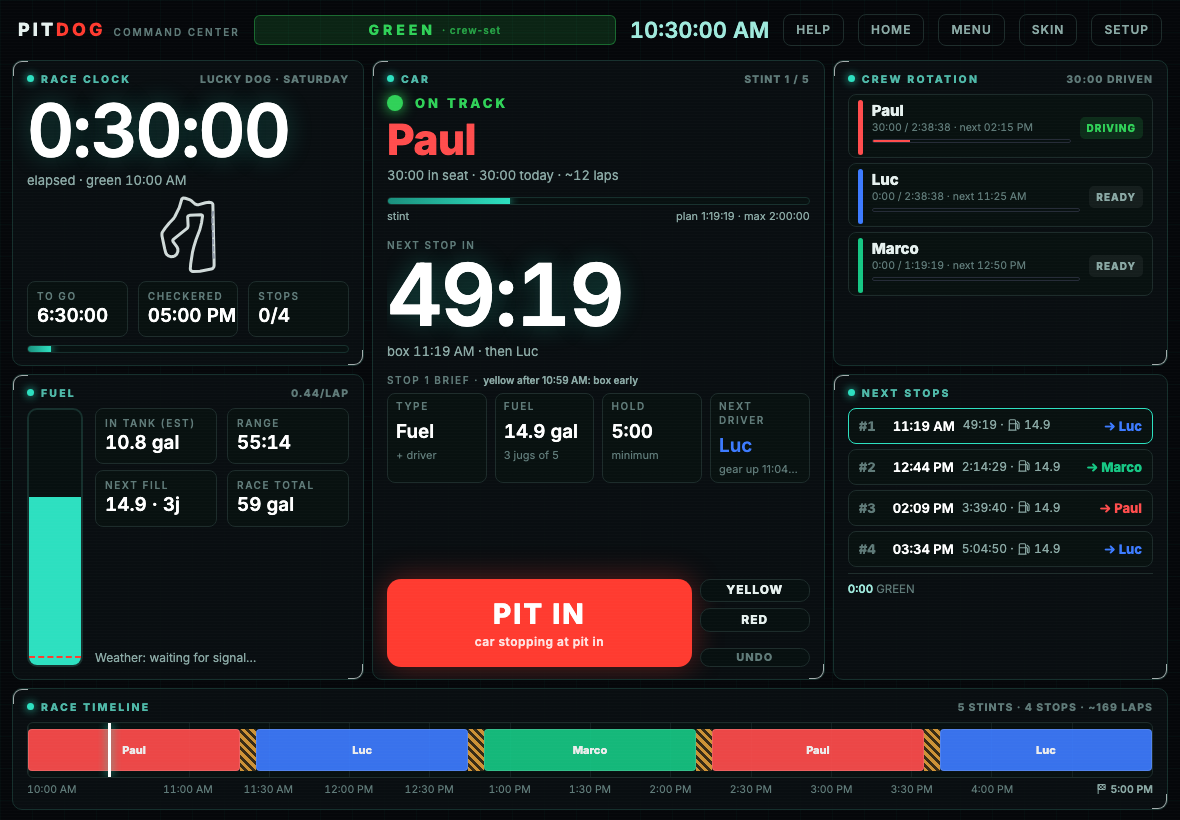 PITDOG COMMAND CENTER
GREEN · crew-set
10:30:00 AM
HELP
HOME
MENU
SKIN
SETUP
RACE CLOCK
LUCKY DOG · SATURDAY
0:30:00
elapsed · green 10:00 AM
TO GO
6:30:00
CHECKERED
05:00 PM
STOPS
0/4
CAR
STINT 1 / 5
ON TRACK
Paul
30:00 in seat · 30:00 today · ~12 laps
stint
plan 1:19:19 · max 2:00:00
NEXT STOP IN
49:19
box 11:19 AM · then Luc
STOP 1 BRIEF · yellow after 10:59 AM: box early
TYPE
Fuel
+ driver
FUEL
14.9 gal
3 jugs of 5
HOLD
5:00
minimum
NEXT
DRIVER
Luc
gear up 11:04...
PIT IN
car stopping at pit in
YELLOW
RED
UNDO
CREW ROTATION
30:00 DRIVEN
Paul
30:00 / 2:38:38 · next 02:15 PM
DRIVING
Luc
0:00 / 2:38:38 · next 11:25 AM
READY
Marco
0:00 / 1:19:19 · next 12:50 PM
READY
FUEL
0.44/LAP
IN TANK (EST)
10.8 gal
RANGE
55:14
NEXT FILL
14.9 · 3j
RACE TOTAL
59 gal
Weather: waiting for signal...
NEXT STOPS
#1 11:19 AM 49:19 · 14.9 → Luc
#2 12:44 PM 2:14:29 · 14.9 → Marco
#3 02:09 PM 3:39:40 · 14.9 → Paul
#4 03:34 PM 5:04:50 · 14.9 → Luc
0:00 GREEN
RACE TIMELINE
5 STINTS · 4 STOPS · ~169 LAPS
Paul Luc Marco Paul Luc
10:00 AM 11:00 AM 11:30 AM 12:00 PM 12:30 PM 1:00 PM 1:30 PM 2:00 PM 2:30 PM 3:00 PM 3:30 PM 4:00 PM 5:00 PM